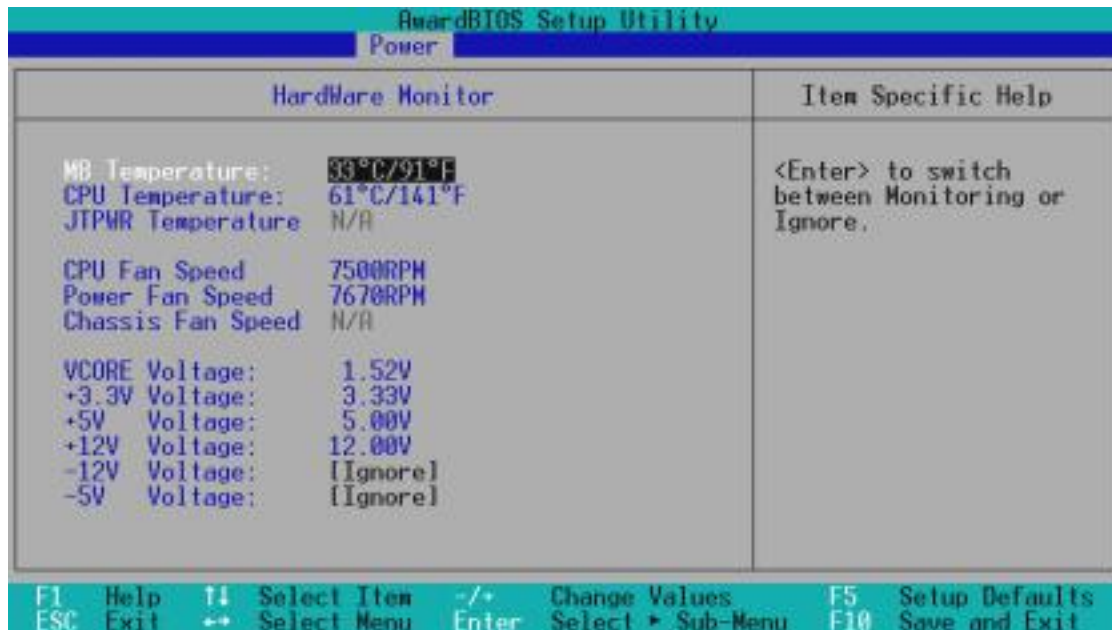 AwardBIOS Setup Utility
Power
HardWare Monitor
Item Specific Help
MB Temperature: 33°C/91°F
CPU Temperature: 61°C/141°F
JTPWR Temperature N/A
CPU Fan Speed 7500RPM
Power Fan Speed 7670RPM
Chassis Fan Speed N/A
VCORE Voltage: 1.52V
+3.3V Voltage: 3.33V
+5V Voltage: 5.00V
+12V Voltage: 12.00V
-12V Voltage: [Ignore]
-5V Voltage: [Ignore]
<Enter> to switch
between Monitoring or
Ignore.
F1 Help ↑↓ Select Item -/+ Change Values F5 Setup Defaults
ESC Exit ←→ Select Menu Enter Select ► Sub-Menu F10 Save and Exit